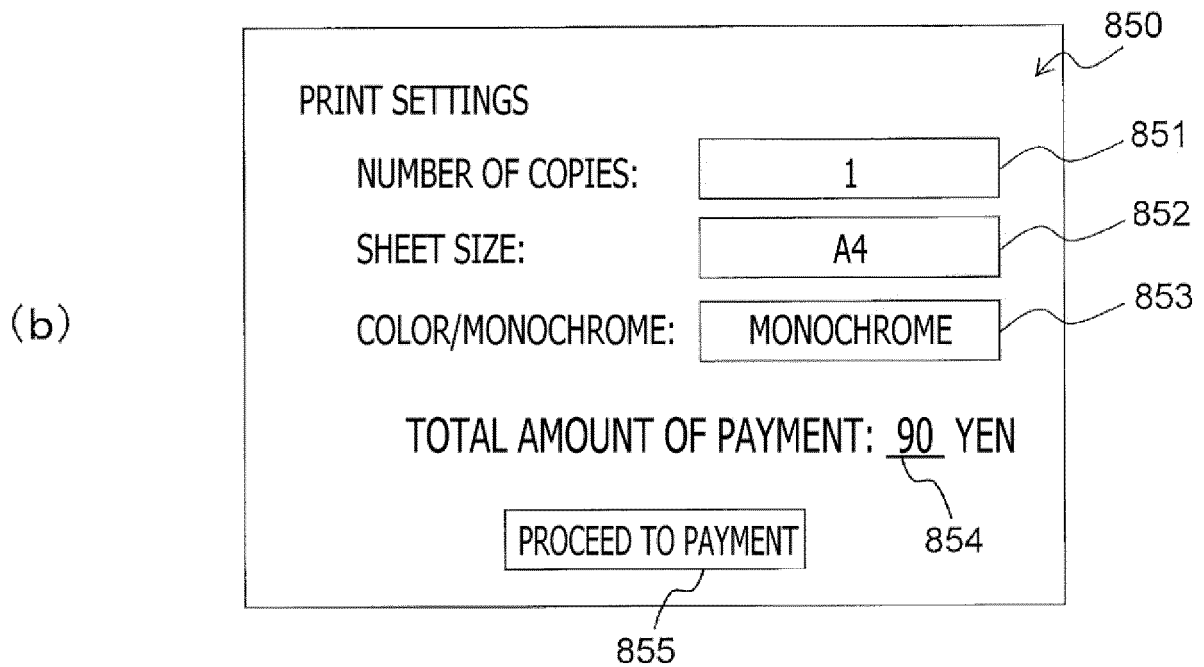 850
PRINT SETTINGS
NUMBER OF COPIES: 1 851
SHEET SIZE: A4 852
(b) COLOR/MONOCHROME: MONOCHROME 853
TOTAL AMOUNT OF PAYMENT: 90 YEN
854
PROCEED TO PAYMENT
855